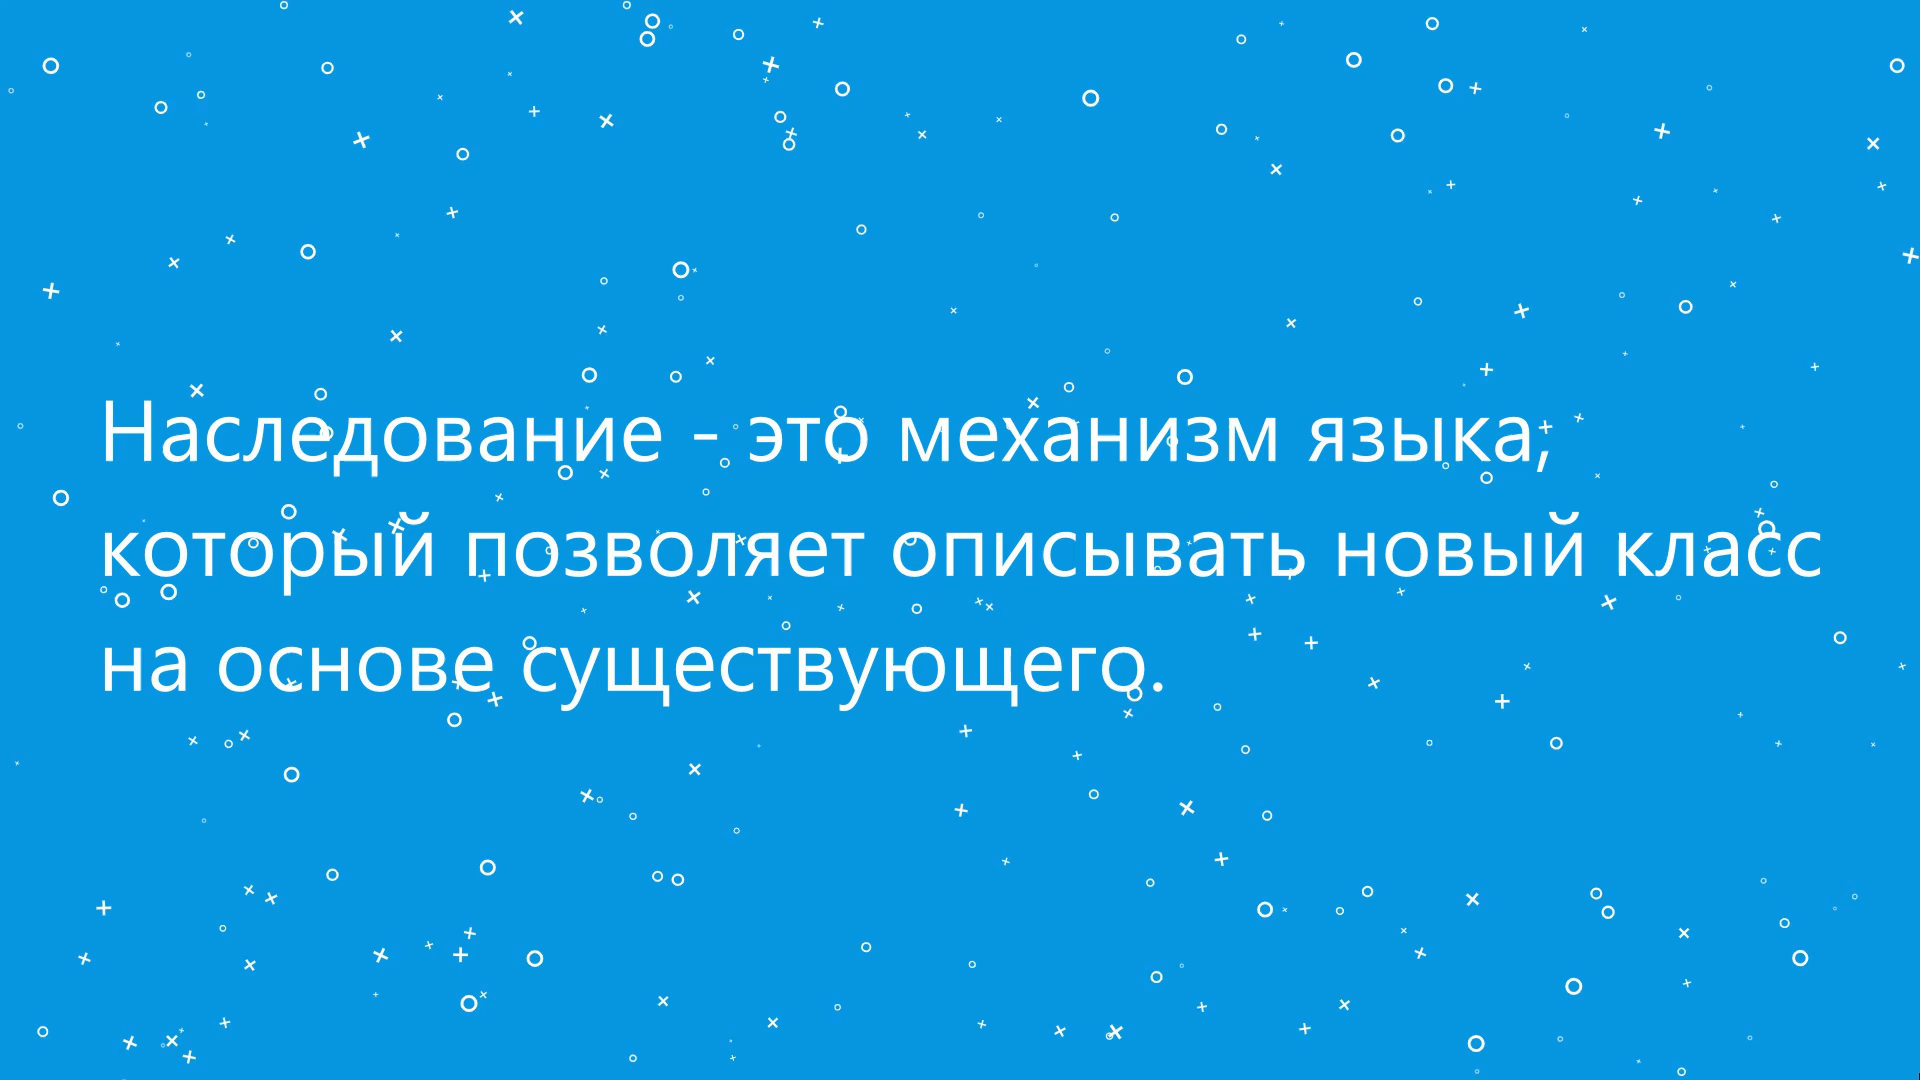 Наследование - это механизм языка,
который позволяет описывать новый класс
на основе существующего.